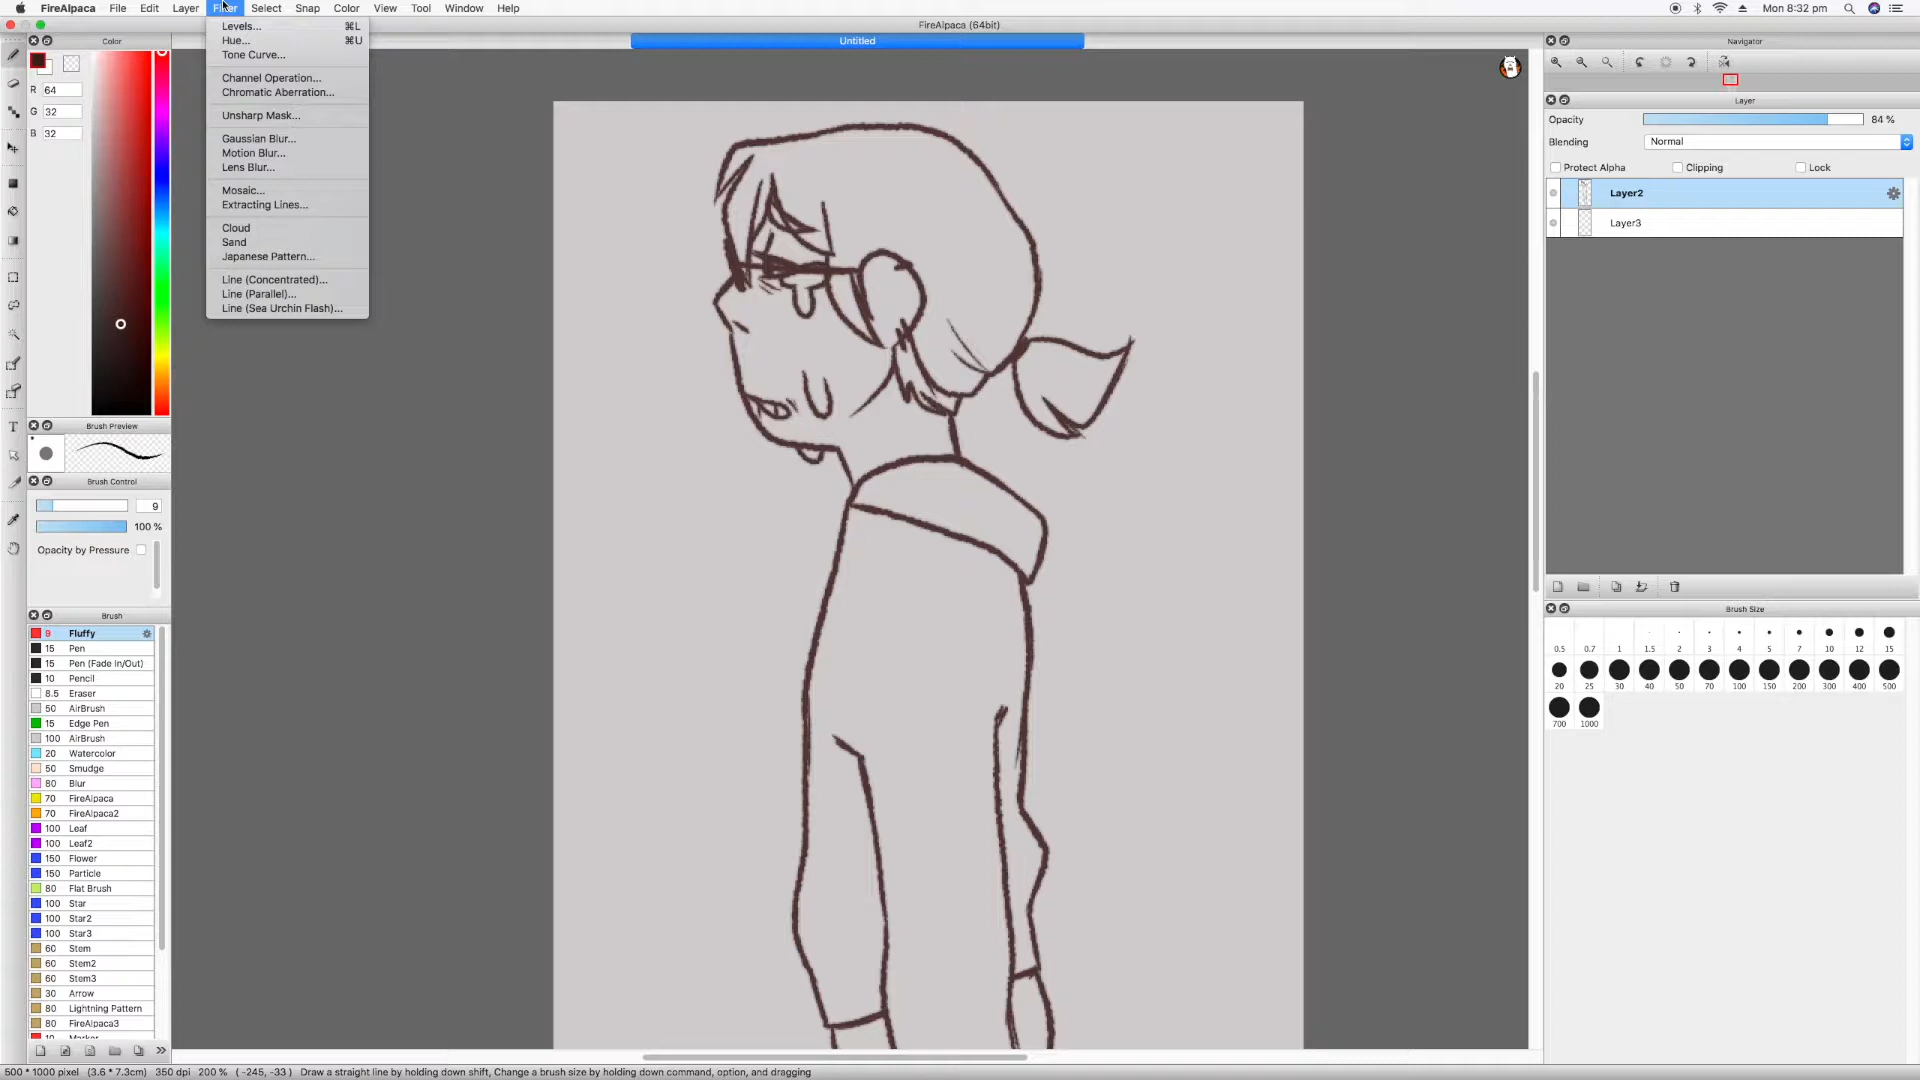 FireAlpaca File Edit Layer Filter Select Snap Color View Tool Window Help Mon 8:32 pm
FireAlpaca (64bit)
Untitled
Levels... ⌘L
Hue... ⌘U
Tone Curve...
Channel Operation...
Chromatic Aberration...
Unsharp Mask...
Gaussian Blur...
Motion Blur...
Lens Blur...
Mosaic...
Extracting Lines...
Cloud
Sand
Japanese Pattern...
Line (Concentrated)...
Line (Parallel)...
Line (Sea Urchin Flash)...
Color
R 64
G 32
B 32
Brush Preview
Brush Control
9
100 %
Opacity by Pressure
Brush
9 Fluffy
15 Pen
15 Pen (Fade In/Out)
10 Pencil
8.5 Eraser
50 AirBrush
15 Edge Pen
100 AirBrush
20 Watercolor
50 Smudge
80 Blur
70 FireAlpaca
70 FireAlpaca2
100 Leaf
100 Leaf2
150 Flower
150 Particle
80 Flat Brush
100 Star
100 Star2
100 Star3
60 Stem
60 Stem2
60 Stem3
30 Arrow
80 Lightning Pattern
80 FireAlpaca3
10 Marker
Navigator
Layer
Opacity 84 %
Blending Normal
Protect Alpha Clipping Lock
Layer2
Layer3
Brush Size
0.5 0.7 1 1.5 2 3 4 5 7 10 12 15
20 25 30 40 50 70 100 150 200 300 400 500
700 1000
500 * 1000 pixel (3.6 * 7.3cm) 350 dpi 200 % ( -245, -33 ) Draw a straight line by holding down shift, Change a brush size by holding down command, option, and dragging